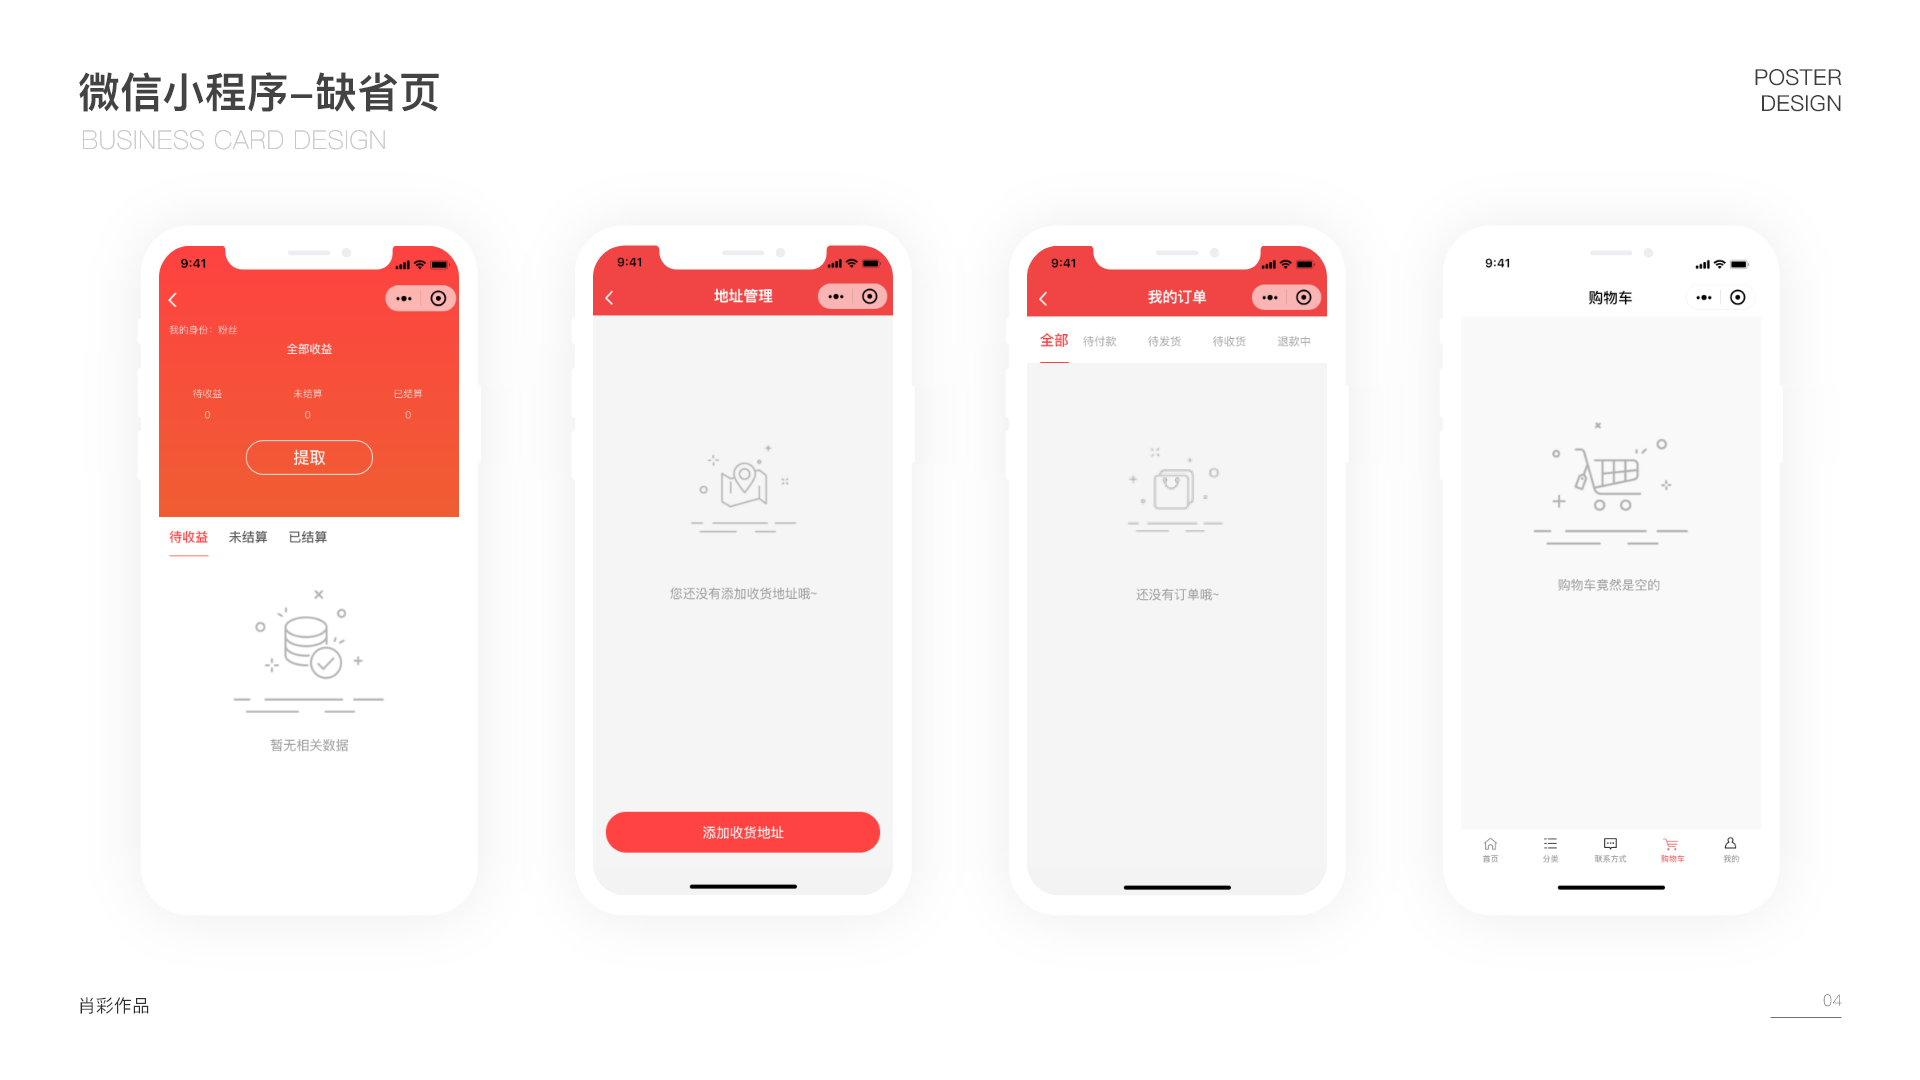 微信小程序-缺省页
BUSINESS CARD DESIGN
POSTER
DESIGN
9:41
我的身份：粉丝
全部收益
待收益 未结算 已结算
0 0 0
提取
待收益 未结算 已结算
暂无相关数据
9:41
地址管理
您还没有添加收货地址哦~
添加收货地址
9:41
我的订单
全部 待付款 待发货 待收货 退款中
还没有订单哦~
9:41
购物车
购物车竟然是空的
首页 分类 联系方式 购物车 我的
肖彩作品
04